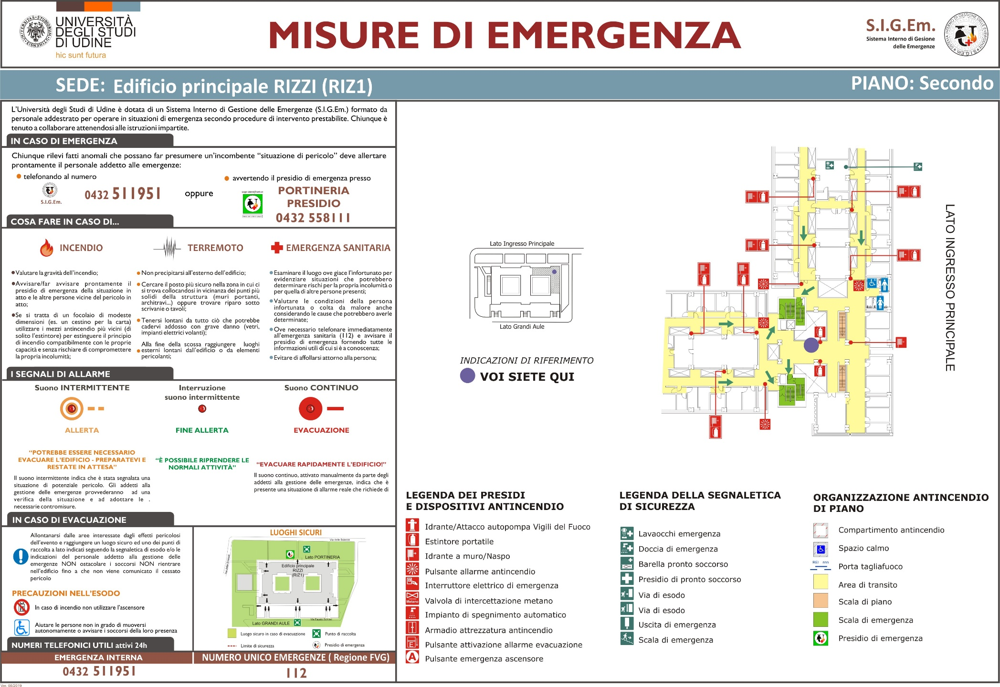 UNIVERSITÀ
DEGLI STUDI
DI UDINE
hic sunt futura
MISURE DI EMERGENZA
S.I.G.Em.
Sistema Interno di Gesione
delle Emergenze
SEDE: Edificio principale RIZZI (RIZ1)
PIANO: Secondo
L'Università degli Studi di Udine è dotata di un Sistema Interno di Gestione delle Emergenze (S.I.G.Em.) formato da
personale addestrato per operare in situazioni di emergenza secondo procedure di intervento prestabilite. Chiunque è
tenuto a collaborare attenendosi alle istruzioni impartite.
IN CASO DI EMERGENZA
Chiunque rilevi fatti anomali che possano far presumere un'incombente "situazione di pericolo" deve allertare
prontamente il personale addetto alle emergenze:
telefonando al numero
S.I.G.Em.
0432 511951
oppure
avvertendo il presidio di emergenza presso
Logo identificativo
PORTINERIA
PRESIDIO
0432 558111
COSA FARE IN CASO DI...
INCENDIO
Valutare la gravità dell'incendio;
Avvisare/far avvisare prontamente il
presidio di emergenza della situazione in
atto e le altre persone vicine del pericolo in
atto;
Se si tratta di un focolaio di modeste
dimensioni (es. un cestino per la carta)
utilizzare i mezzi antincendio più vicini (di
solito l'estintore) per estinguere il principio
di incendio compatibilmente con le proprie
capacità e senza rischiare di compromettere
la propria incolumità;
TERREMOTO
Non precipitarsi all'esterno dell'edificio;
Cercare il posto più sicuro nella zona in cui ci
si trova collocandosi in vicinanza dei punti più
solidi della struttura (muri portanti,
architravi...) oppure trovare riparo sotto
scrivanie o tavoli;
Tenersi lontani da tutto ciò che potrebbe
cadervi addosso con grave danno (vetri,
impianti elettrici volanti);
Alla fine della scossa raggiungere luoghi
esterni lontani dall'edificio o da elementi
pericolanti;
EMERGENZA SANITARIA
Esaminare il luogo ove giace l'infortunato per
evidenziare situazioni che potrebbero
determinare rischi per la propria incolumità o
per quella di altre persone presenti;
Valutare le condizioni della persona
infortunata o colta da malore anche
considerando le cause che potrebbero averle
determinate;
Ove necessario telefonare immediatamente
all'emergenza sanitaria (112) e avvisare il
presidio di emergenza fornendo tutte le
informazioni utili di cui si è a conoscenza;
Evitare di affollarsi attorno alla persona;
I SEGNALI DI ALLARME
Suono INTERMITTENTE
ALLERTA
"POTREBBE ESSERE NECESSARIO
EVACUARE L'EDIFICIO - PREPARATEVI E
RESTATE IN ATTESA"
Il suono intermittente indica che è stata segnalata una
situazione di potenziale pericolo. Gli addetti alla
gestione delle emergenze provvederanno ad una
verifica della situazione e ad adottare le .
necessarie contromisure.
Interruzione
suono intermittente
FINE ALLERTA
"È POSSIBILE RIPRENDERE LE
NORMALI ATTIVITÀ"
Suono CONTINUO
EVACUAZIONE
"EVACUARE RAPIDAMENTE L'EDIFICIO!"
Il suono continuo, attivato manualmente da parte degli
addetti alla gestione delle emergenze, indica che è
presente una situazione di allarme reale che richiede di
IN CASO DI EVACUAZIONE
Allontanarsi dalle aree interessate dagli effetti pericolosi
dell'evento e raggiungere un luogo sicuro ed uno dei punti di
raccolta a lato indicati seguendo la segnaletica di esodo e/o le
indicazioni del personale addetto alla gestione delle
emergenze NON ostacolare i soccorsi NON rientrare
nell'edificio fino a che non viene comunicato il cessato
pericolo
PRECAUZIONI NELL'ESODO
In caso di incendio non utilizzare l'ascensore
Aiutare le persone non in grado di muoversi
autonomamente o avvisare i soccorsi della loro presenza
LUOGHI SICURI
Via delle Scienze
Via delle Scienze
Lato PORTINERIA
Edificio principale
RIZZI
(RIZ1)
Via Fausto Schiavi
Lato GRANDI AULE
Luogo sicuro in caso di evacuazione
Punto di raccolta
Limite di sicurezza
Presidio di emergenza
NUMERI TELEFONICI UTILI attivi 24h
EMERGENZA INTERNA
0432 511951
NUMERO UNICO EMERGENZE ( Regione FVG)
112
Ver. 06/2019
Lato Ingresso Principale
Lato Grandi Aule
INDICAZIONI DI RIFERIMENTO
VOI SIETE QUI
LATO INGRESSO PRINCIPALE
LEGENDA DEI PRESIDI
E DISPOSITIVI ANTINCENDIO
Idrante/Attacco autopompa Vigili del Fuoco
Estintore portatile
Idrante a muro/Naspo
Pulsante allarme antincendio
Interruttore elettrico di emergenza
Metano
Valvola di intercettazione metano
Impianto di spegnimento automatico
Armadio attrezzatura antincendio
E
Pulsante attivazione allarme evacuazione
A
Pulsante emergenza ascensore
LEGENDA DELLA SEGNALETICA
DI SICUREZZA
Lavaocchi emergenza
Doccia di emergenza
Barella pronto soccorso
Presidio di pronto soccorso
Via di esodo
Via di esodo
Uscita di emergenza
Scala di emergenza
ORGANIZZAZIONE ANTINCENDIO
DI PIANO
Compartimento antincendio
Spazio calmo
REI nnn
Porta tagliafuoco
Area di transito
Scala di piano
Scala di emergenza
Presidio di emergenza